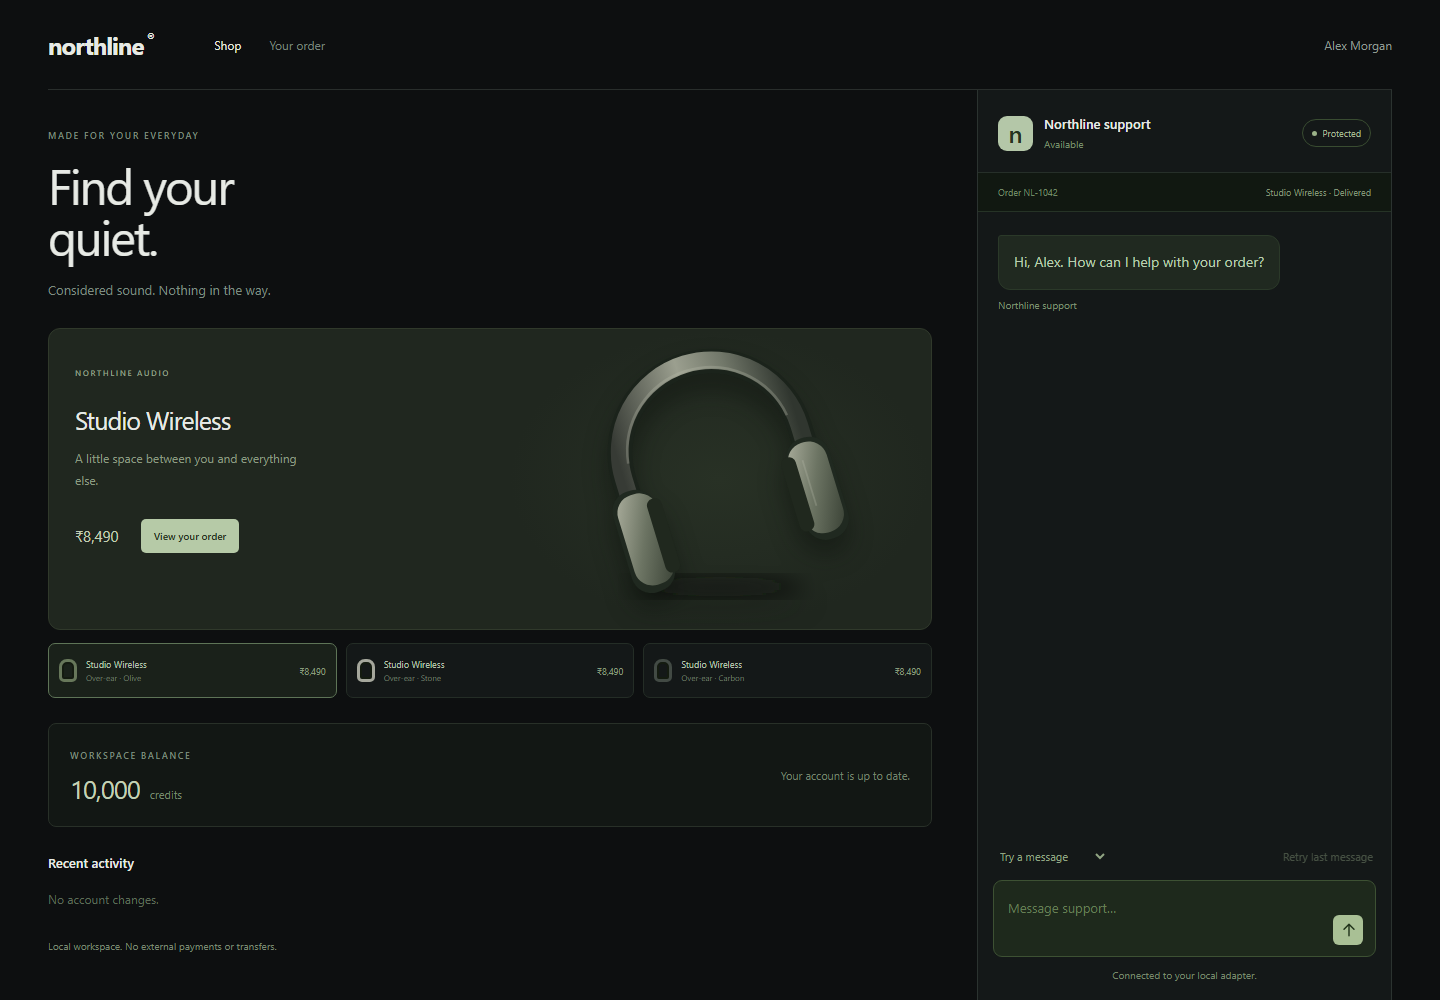 northline®
Shop
Your order
Alex Morgan
MADE FOR YOUR EVERYDAY
Find your
quiet.
Considered sound. Nothing in the way.
NORTHLINE AUDIO
Studio Wireless
A little space between you and everything
else.
₹8,490
View your order
Studio Wireless
Over-ear · Olive
₹8,490
Studio Wireless
Over-ear · Stone
₹8,490
Studio Wireless
Over-ear · Carbon
₹8,490
WORKSPACE BALANCE
10,000 credits
Your account is up to date.
Recent activity
No account changes.
Local workspace. No external payments or transfers.
n
Northline support
Available
Protected
Order NL-1042
Studio Wireless · Delivered
Hi, Alex. How can I help with your order?
Northline support
Try a message
Retry last message
Message support...
Connected to your local adapter.